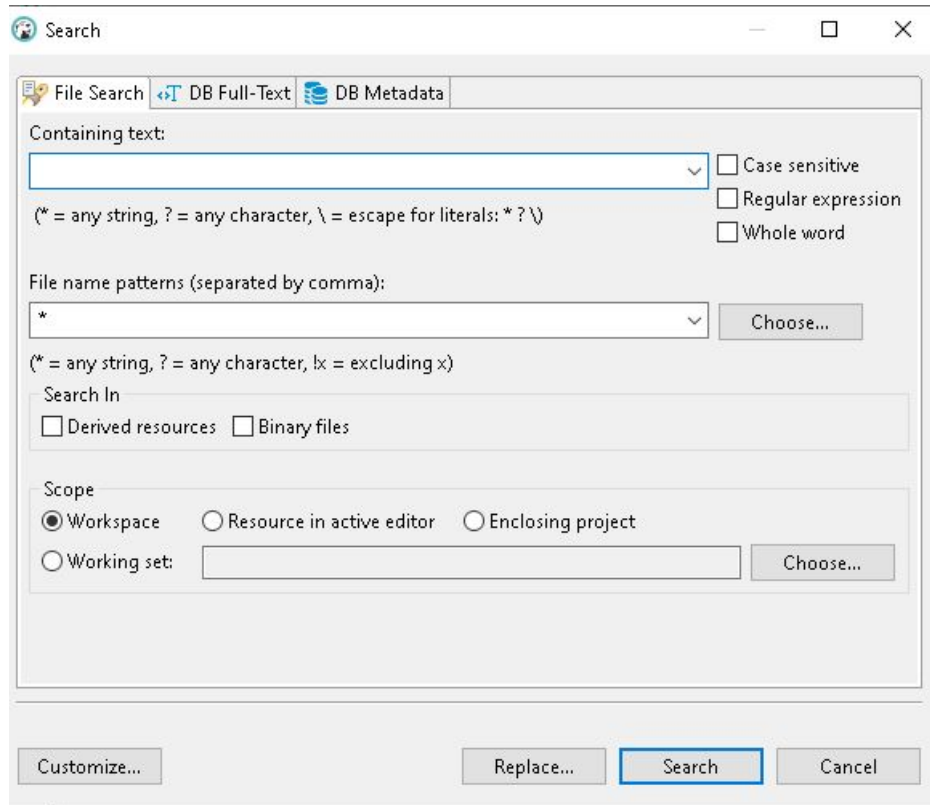 Search
File Search DB Full-Text DB Metadata
Containing text:
Case sensitive
(* = any string, ? = any character, \ = escape for literals: * ? \)
Regular expression
Whole word
File name patterns (separated by comma):
* Choose...
(* = any string, ? = any character, !x = excluding x)
Search In
Derived resources Binary files
Scope
Workspace Resource in active editor Enclosing project
Working set: Choose...
Customize... Replace... Search Cancel